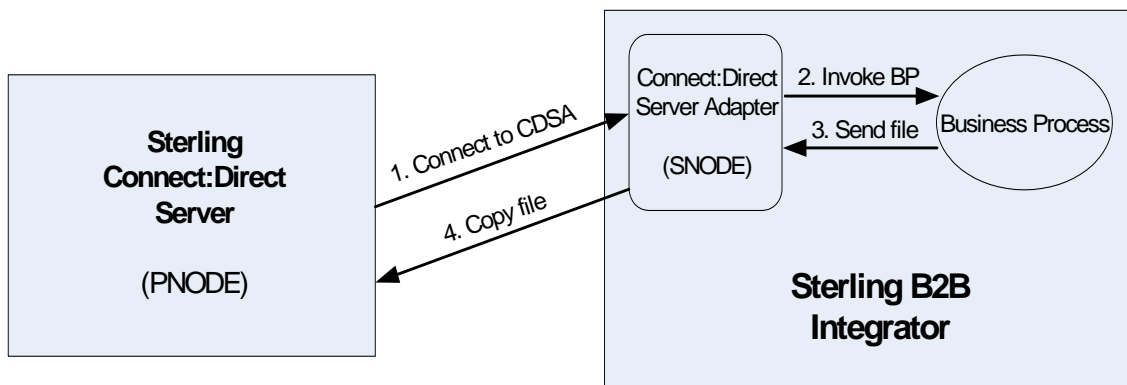 Sterling
Connect:Direct
Server
(PNODE)
1. Connect to CDSA
4. Copy file
Connect:Direct
Server Adapter
(SNODE)
2. Invoke BP
3. Send file
Business Process
Sterling B2B
Integrator